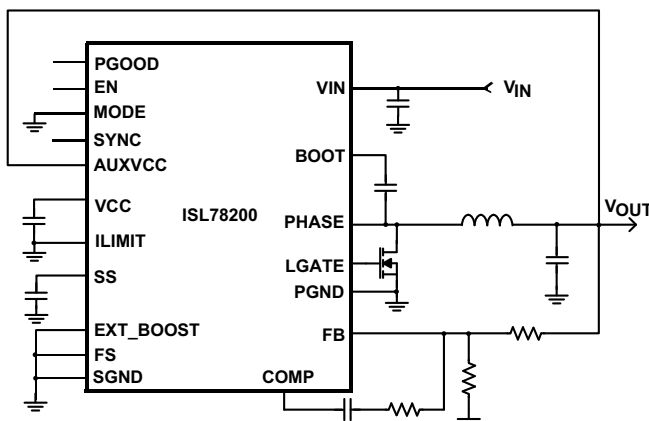 PGOOD
EN
MODE
SYNC
AUXVCC
VCC
ILIMIT
SS
EXT_BOOST
FS
SGND
ISL78200
VIN
BOOT
PHASE
LGATE
PGND
FB
COMP
VIN
VOUT